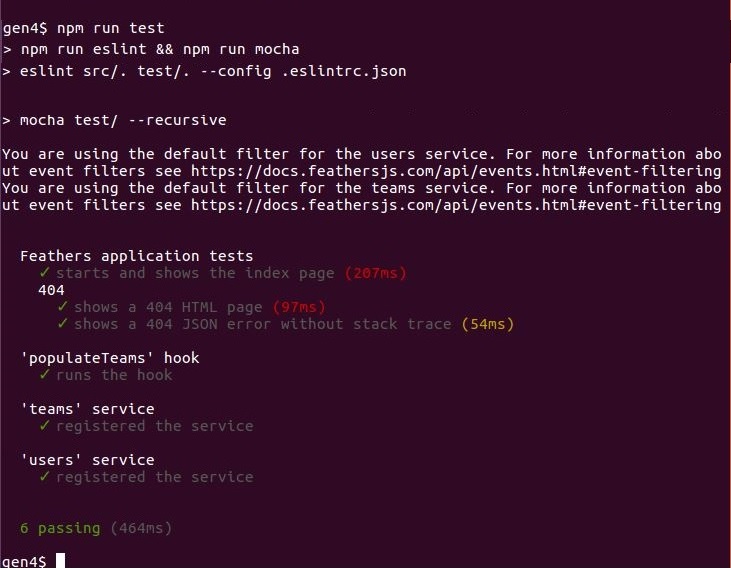 gen4$ npm run test
> npm run eslint && npm run mocha
> eslint src/. test/. --config .eslintrc.json
> mocha test/ --recursive
You are using the default filter for the users service. For more information abo
ut event filters see https://docs.feathersjs.com/api/events.html#event-filtering
You are using the default filter for the teams service. For more information abo
ut event filters see https://docs.feathersjs.com/api/events.html#event-filtering
Feathers application tests
✓ starts and shows the index page (207ms)
404
✓ shows a 404 HTML page (97ms)
✓ shows a 404 JSON error without stack trace (54ms)
'populateTeams' hook
✓ runs the hook
'teams' service
✓ registered the service
'users' service
✓ registered the service
6 passing (464ms)
gen4$